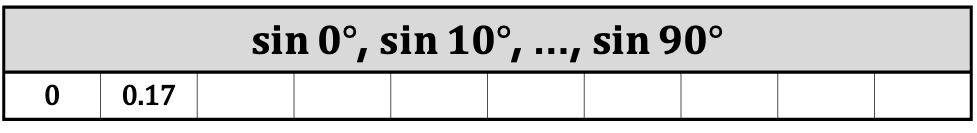 sin 0°, sin 10°, ..., sin 90°
0 0.17